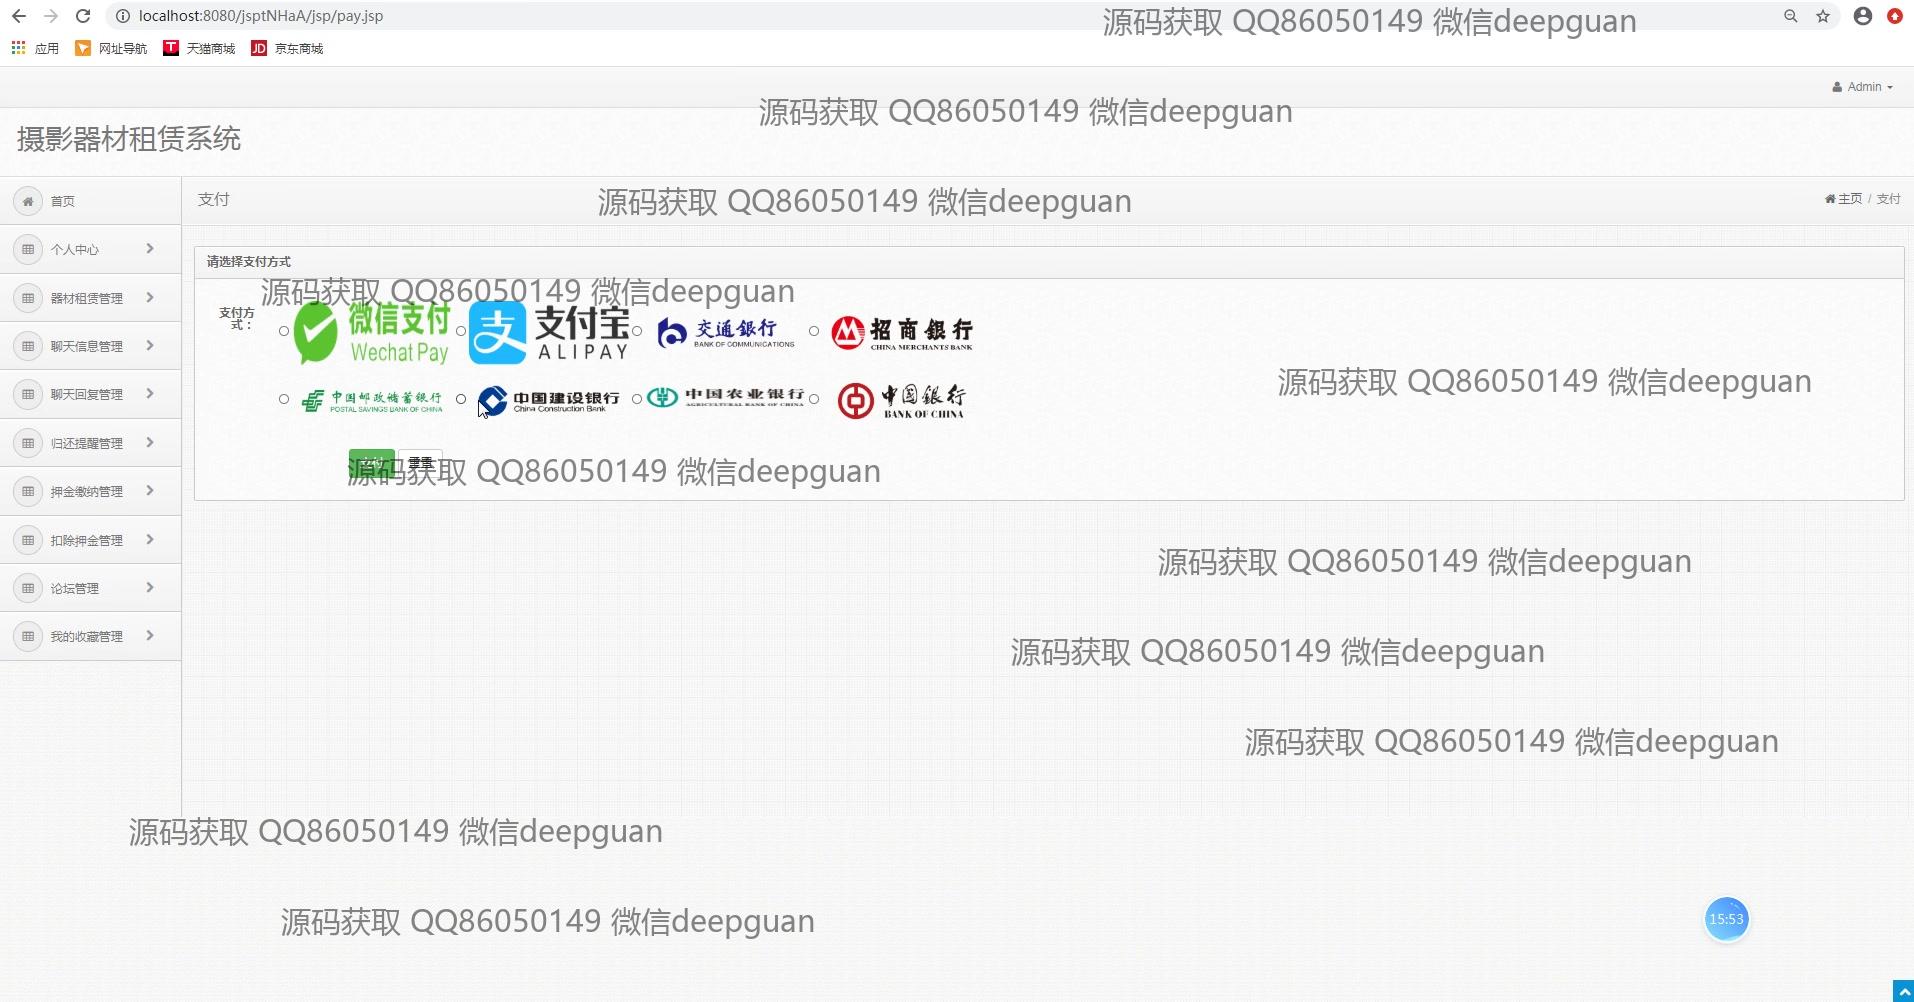 localhost:8080/jsptNHaA/jsp/pay.jsp
源码获取 QQ86050149 微信deepguan
应用 网址导航 T 天猫商城 JD 京东商城
Admin
源码获取 QQ86050149 微信deepguan
摄影器材租赁系统
首页
支付
源码获取 QQ86050149 微信deepguan
主页 / 支付
个人中心
请选择支付方式
源码获取 QQ86050149 微信deepguan
器材租赁管理
支付方式：
微信支付 Wechat Pay
支 支付宝 ALIPAY
交通银行 BANK OF COMMUNICATIONS
招商银行 CHINA MERCHANTS BANK
聊天信息管理
源码获取 QQ86050149 微信deepguan
聊天回复管理
中国邮政储蓄银行 POSTAL SAVINGS BANK OF CHINA
中国建设银行 China Construction Bank
中国农业银行 AGRICULTURAL BANK OF CHINA
中国银行 BANK OF CHINA
归还提醒管理
支付 重置
源码获取 QQ86050149 微信deepguan
押金缴纳管理
扣除押金管理
源码获取 QQ86050149 微信deepguan
论坛管理
我的收藏管理
源码获取 QQ86050149 微信deepguan
源码获取 QQ86050149 微信deepguan
源码获取 QQ86050149 微信deepguan
源码获取 QQ86050149 微信deepguan
15:53